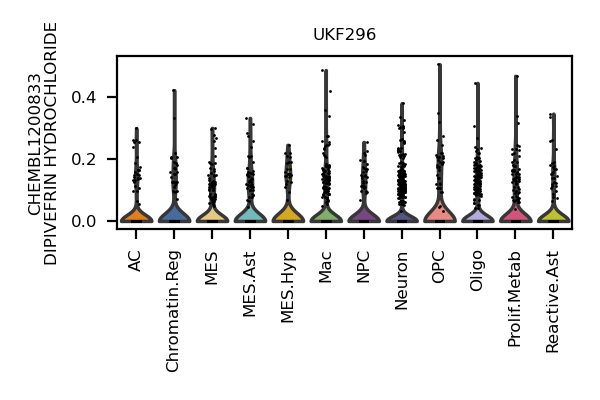 UKF296
CHEMBL1200833
DIPIVEFRIN HYDROCHLORIDE
0.4
0.2
0.0
AC
Chromatin.Reg
MES
MES.Ast
MES.Hyp
Mac
NPC
Neuron
OPC
Oligo
Prolif.Metab
Reactive.Ast